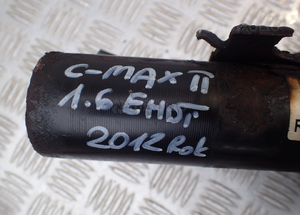 C-MAX II
1.6 EHDI
2012 Rok